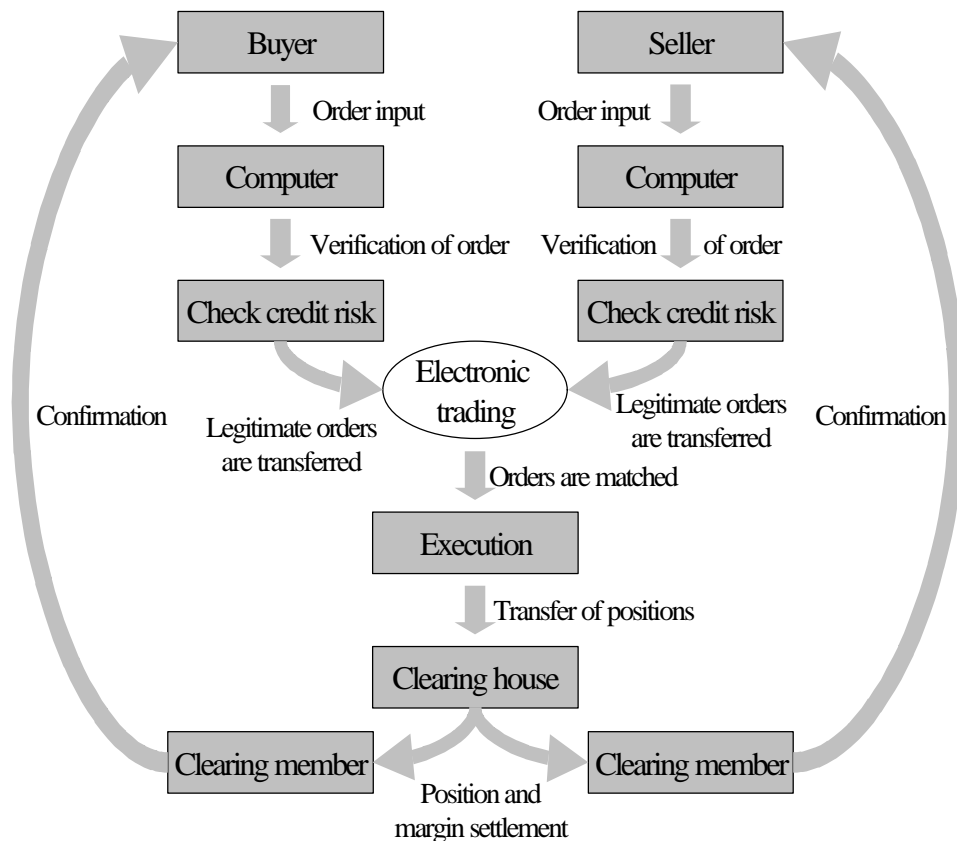 Buyer
Seller
Order input
Order input
Computer
Computer
Verification of order
Verification of order
Check credit risk
Check credit risk
Electronic
trading
Confirmation
Legitimate orders
are transferred
Legitimate orders
are transferred
Confirmation
Orders are matched
Execution
Transfer of positions
Clearing house
Clearing member
Clearing member
Position and
margin settlement